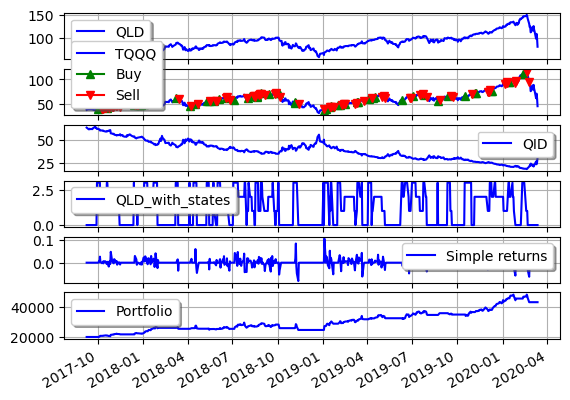 150
100
QLD
TQQQ
Buy
Sell
100
50
50
25
QID
2.5
0.0
QLD_with_states
0.1
0.0
Simple returns
40000
20000
Portfolio
2017-10
2018-01
2018-04
2018-07
2018-10
2019-01
2019-04
2019-07
2019-10
2020-01
2020-04